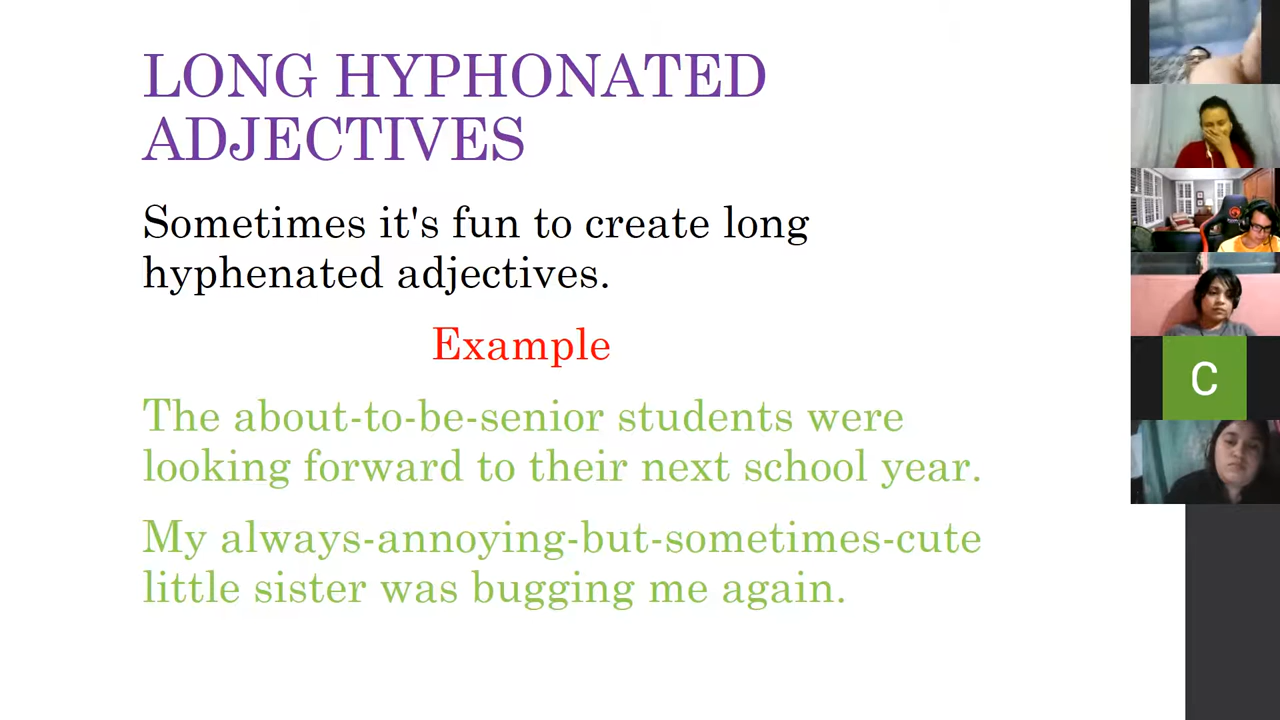 LONG HYPHONATED
ADJECTIVES
Sometimes it's fun to create long
hyphenated adjectives.
Example
The about-to-be-senior students were
looking forward to their next school year.
My always-annoying-but-sometimes-cute
little sister was bugging me again.
C